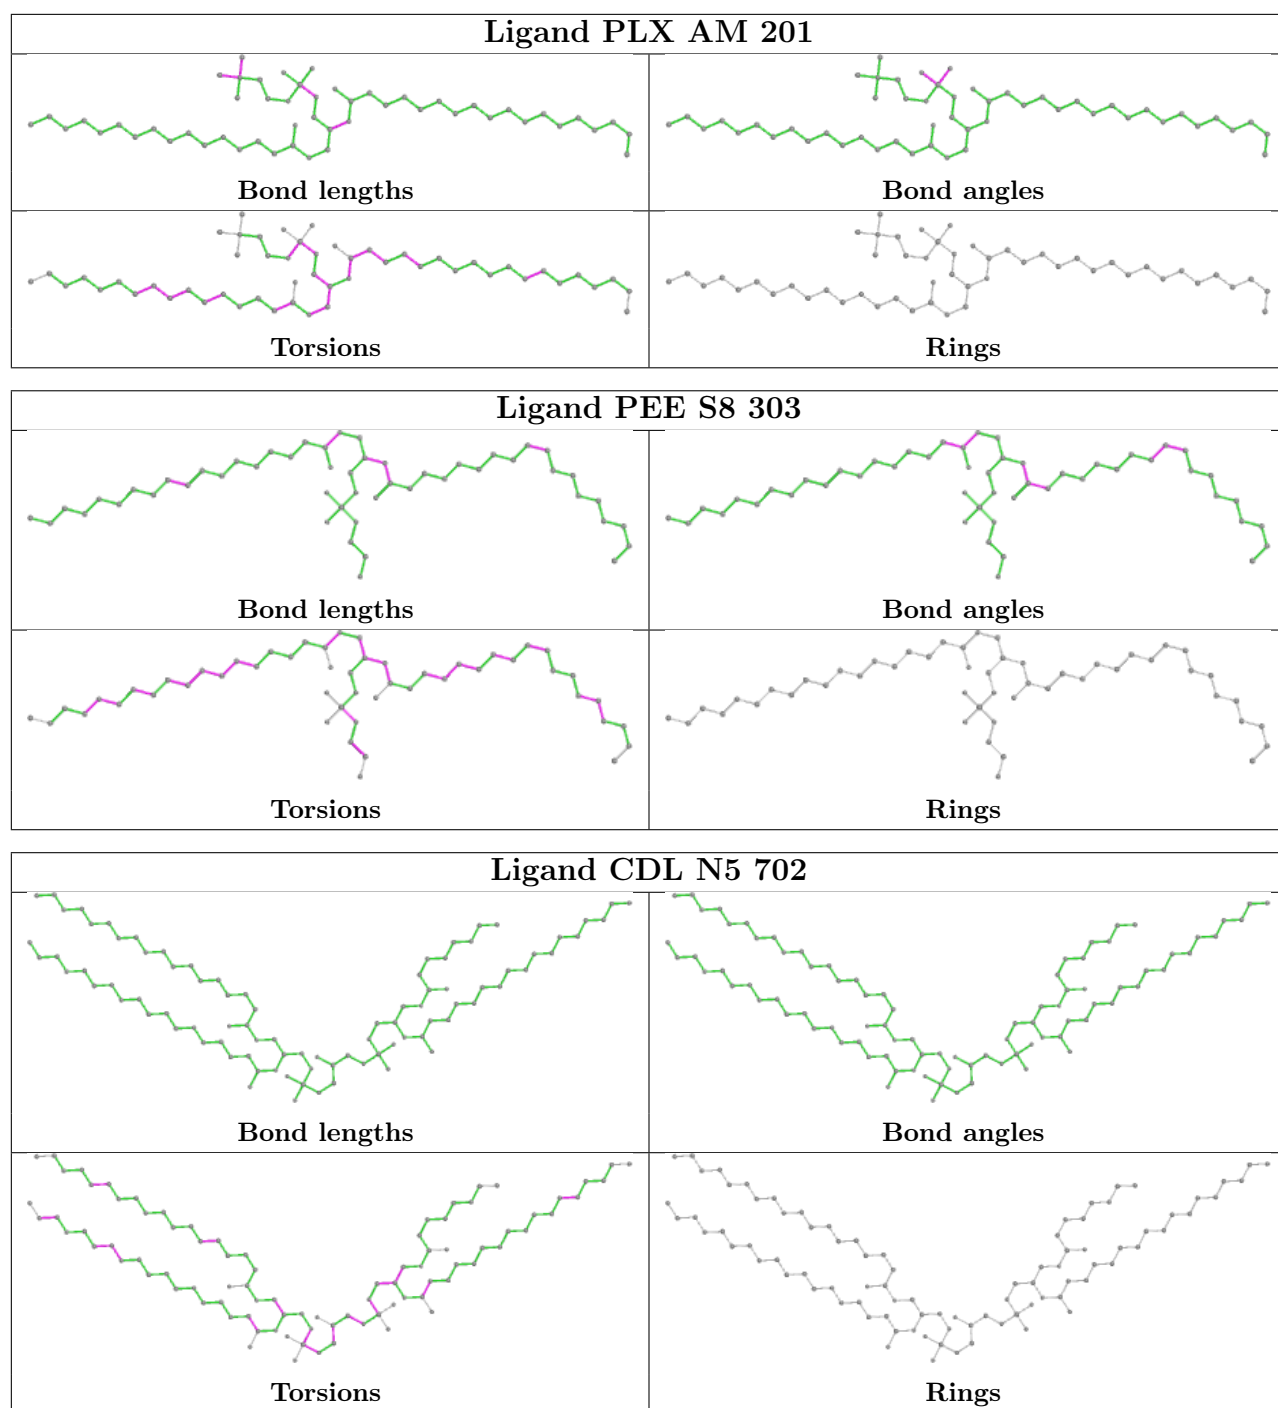 Ligand PLX AM 201
Bond lengths
Bond angles
Torsions
Rings
Ligand PEE S8 303
Bond lengths
Bond angles
Torsions
Rings
Ligand CDL N5 702
Bond lengths
Bond angles
Torsions
Rings